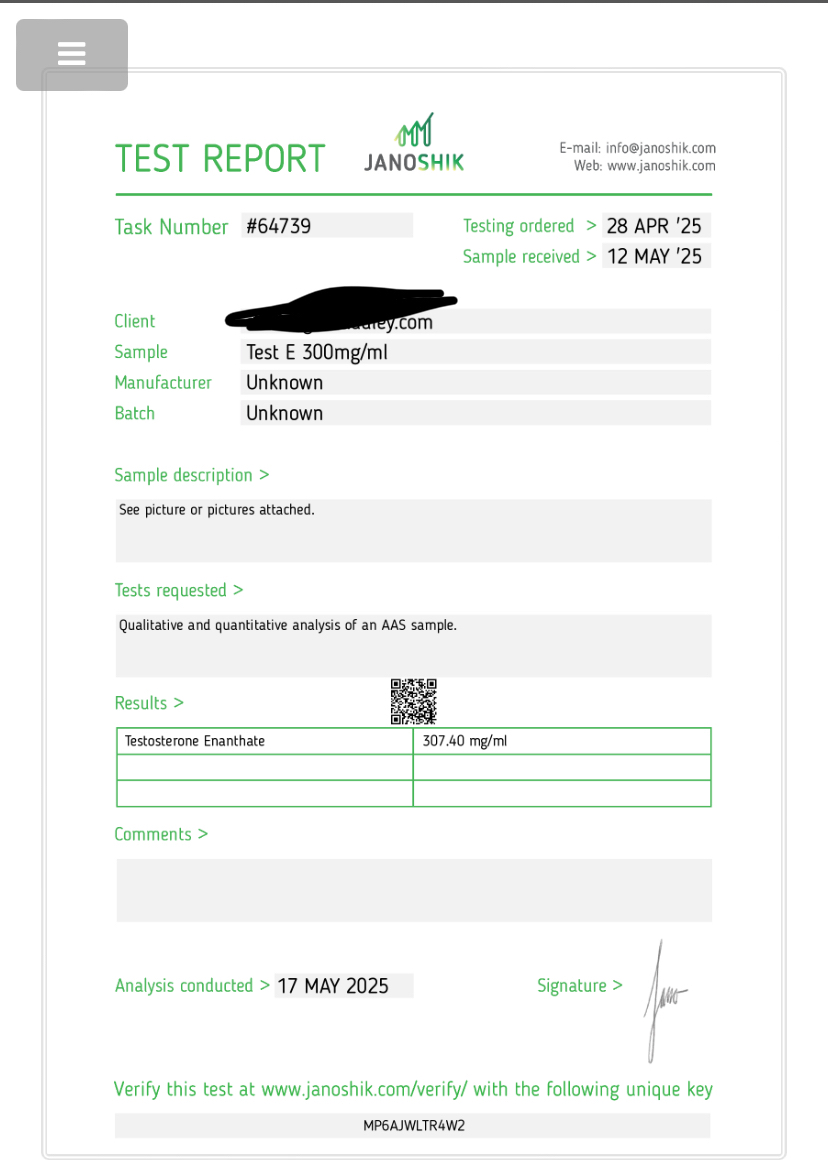 TEST REPORT
JANOSHIK
E-mail: info@janoshik.com
Web: www.janoshik.com
Task Number #64739
Testing ordered > 28 APR '25
Sample received > 12 MAY '25
Client
Sample Test E 300mg/ml
Manufacturer Unknown
Batch Unknown
Sample description >
See picture or pictures attached.
Tests requested >
Qualitative and quantitative analysis of an AAS sample.
Results >
Testosterone Enanthate 307.40 mg/ml
Comments >
Analysis conducted > 17 MAY 2025
Signature >
Verify this test at www.janoshik.com/verify/ with the following unique key
MP6AJWLTR4W2